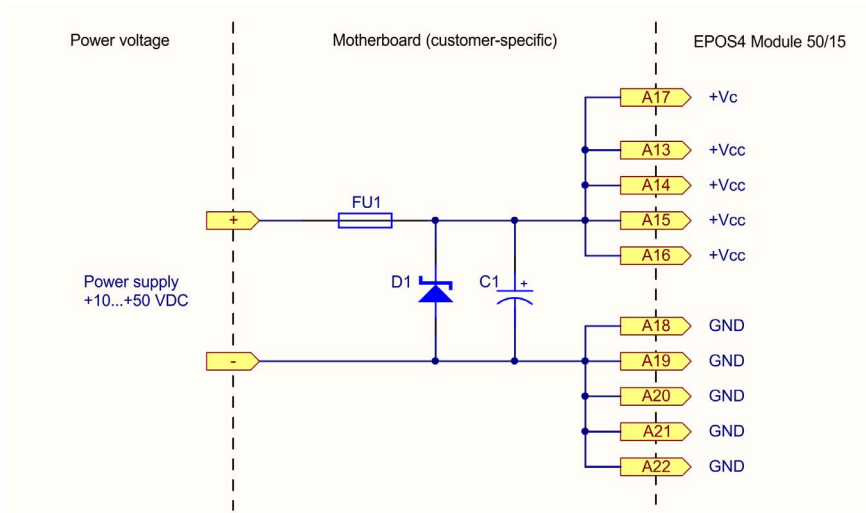 Power voltage
Motherboard (customer-specific)
EPOS4 Module 50/15
A17 +Vc
A13 +Vcc
A14 +Vcc
FU1
+
A15 +Vcc
A16 +Vcc
Power supply
+10...+50 VDC
D1
C1 +
A18 GND
-
A19 GND
A20 GND
A21 GND
A22 GND